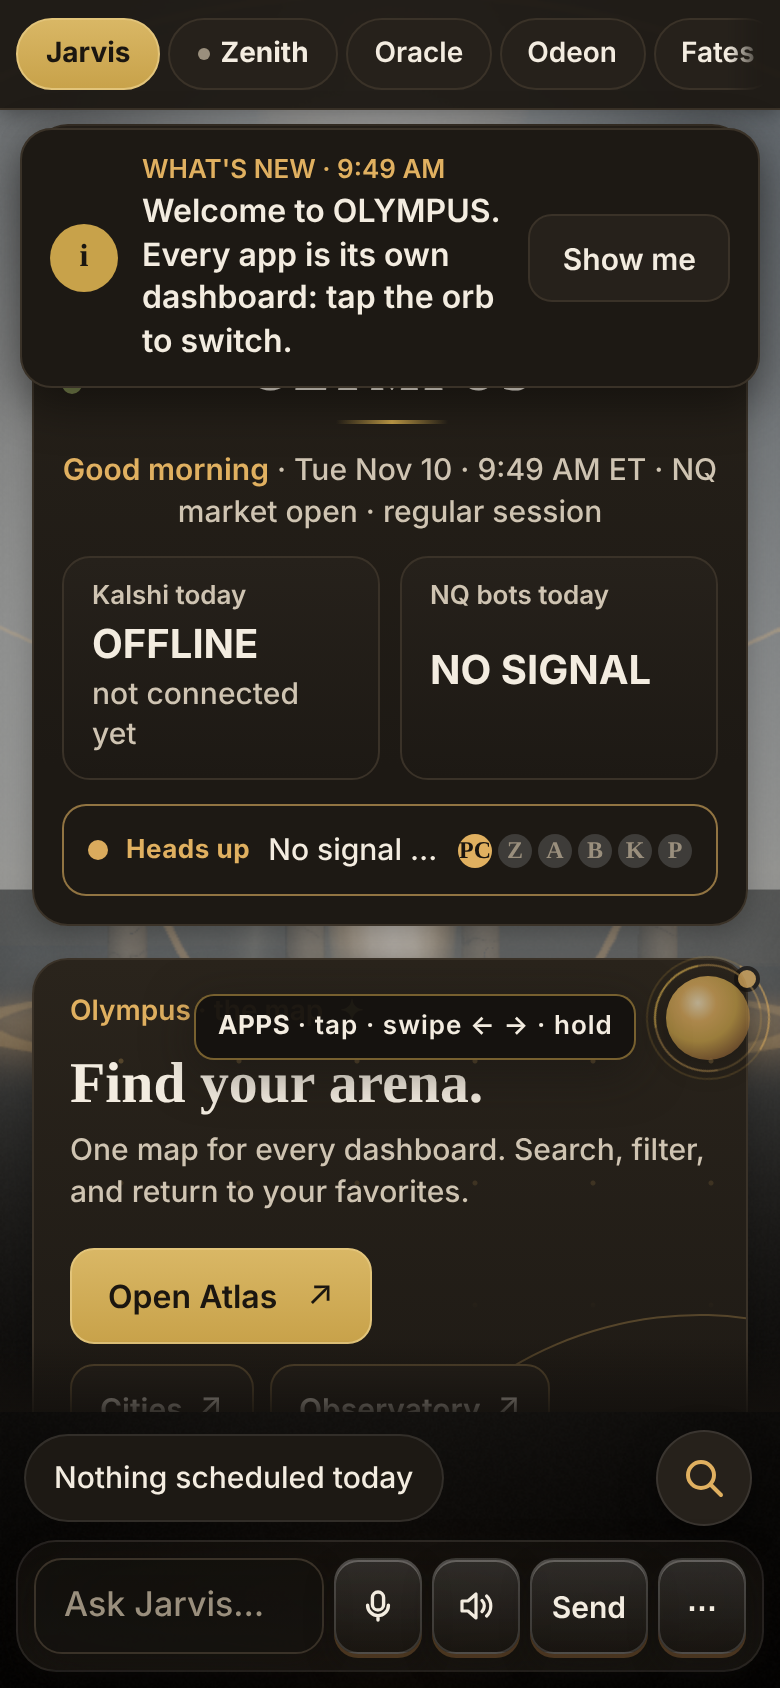 Jarvis
Zenith
Oracle
Odeon
Fates
i
WHAT'S NEW · 9:49 AM
Welcome to OLYMPUS.
Every app is its own
dashboard: tap the orb
to switch.
Show me
Good morning · Tue Nov 10 · 9:49 AM ET · NQ
market open · regular session
Kalshi today
OFFLINE
not connected
yet
NQ bots today
NO SIGNAL
Heads up No signal ...
PC Z A B K P
Olympus
APPS · tap · swipe ← → · hold
Find your arena.
One map for every dashboard. Search, filter,
and return to your favorites.
Open Atlas ↗
Cities ↗
Observatory ↗
Nothing scheduled today
Ask Jarvis...
Send
...